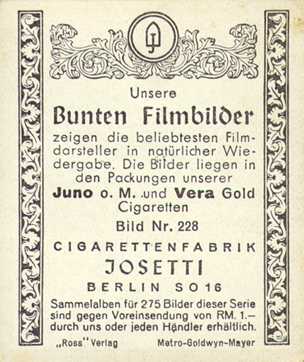 Unsere
Bunten Filmbilder
zeigen die beliebtesten Film-
darsteller in natürlicher Wie-
dergabe. Die Bilder liegen in
den Packungen unserer
Juno o. M. und Vera Gold
Cigaretten
Bild Nr. 228
CIGARETTENFABRIK
JOSETTI
BERLIN SO 16
Sammelalben für 275 Bilder dieser Serie
sind gegen Voreinsendung von RM. 1.—
durch uns oder jeden Händler erhältlich.
„Ross" Verlag Metro-Goldwyn-Mayer